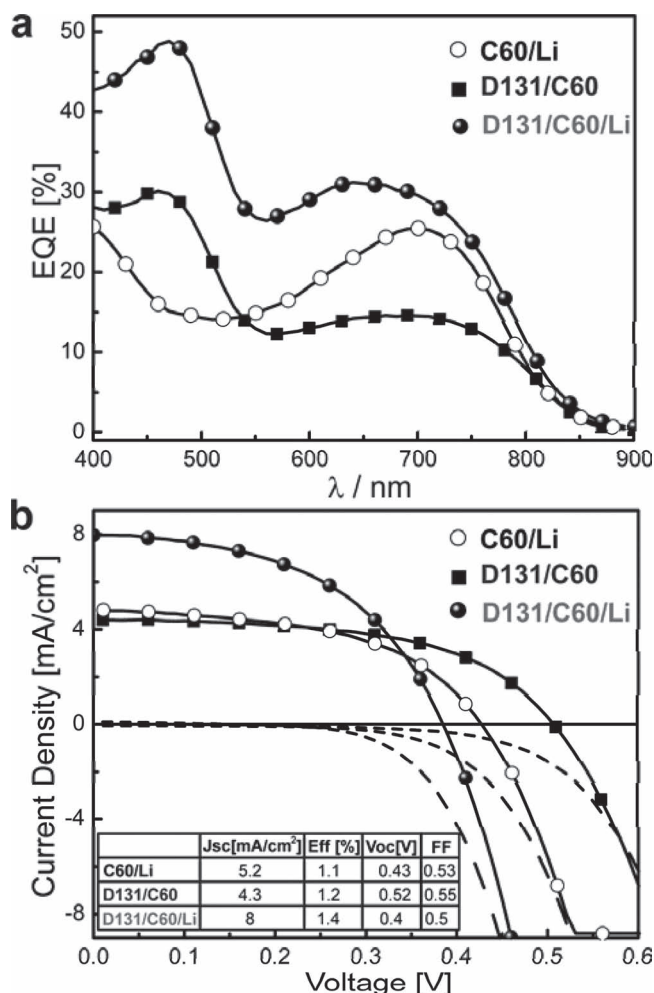 a
50
40
30
20
10
0
EQE [%]
C60/Li
D131/C60
D131/C60/Li
400 500 600 700 800 900
λ / nm
b
8
4
0
-4
-8
Current Density [mA/cm²]
C60/Li
D131/C60
D131/C60/Li
Jsc[mA/cm²] Eff [%] Voc[V] FF
C60/Li 5.2 1.1 0.43 0.53
D131/C60 4.3 1.2 0.52 0.55
D131/C60/Li 8 1.4 0.4 0.5
0.0 0.1 0.2 0.3 0.4 0.5 0.6
Voltage [V]